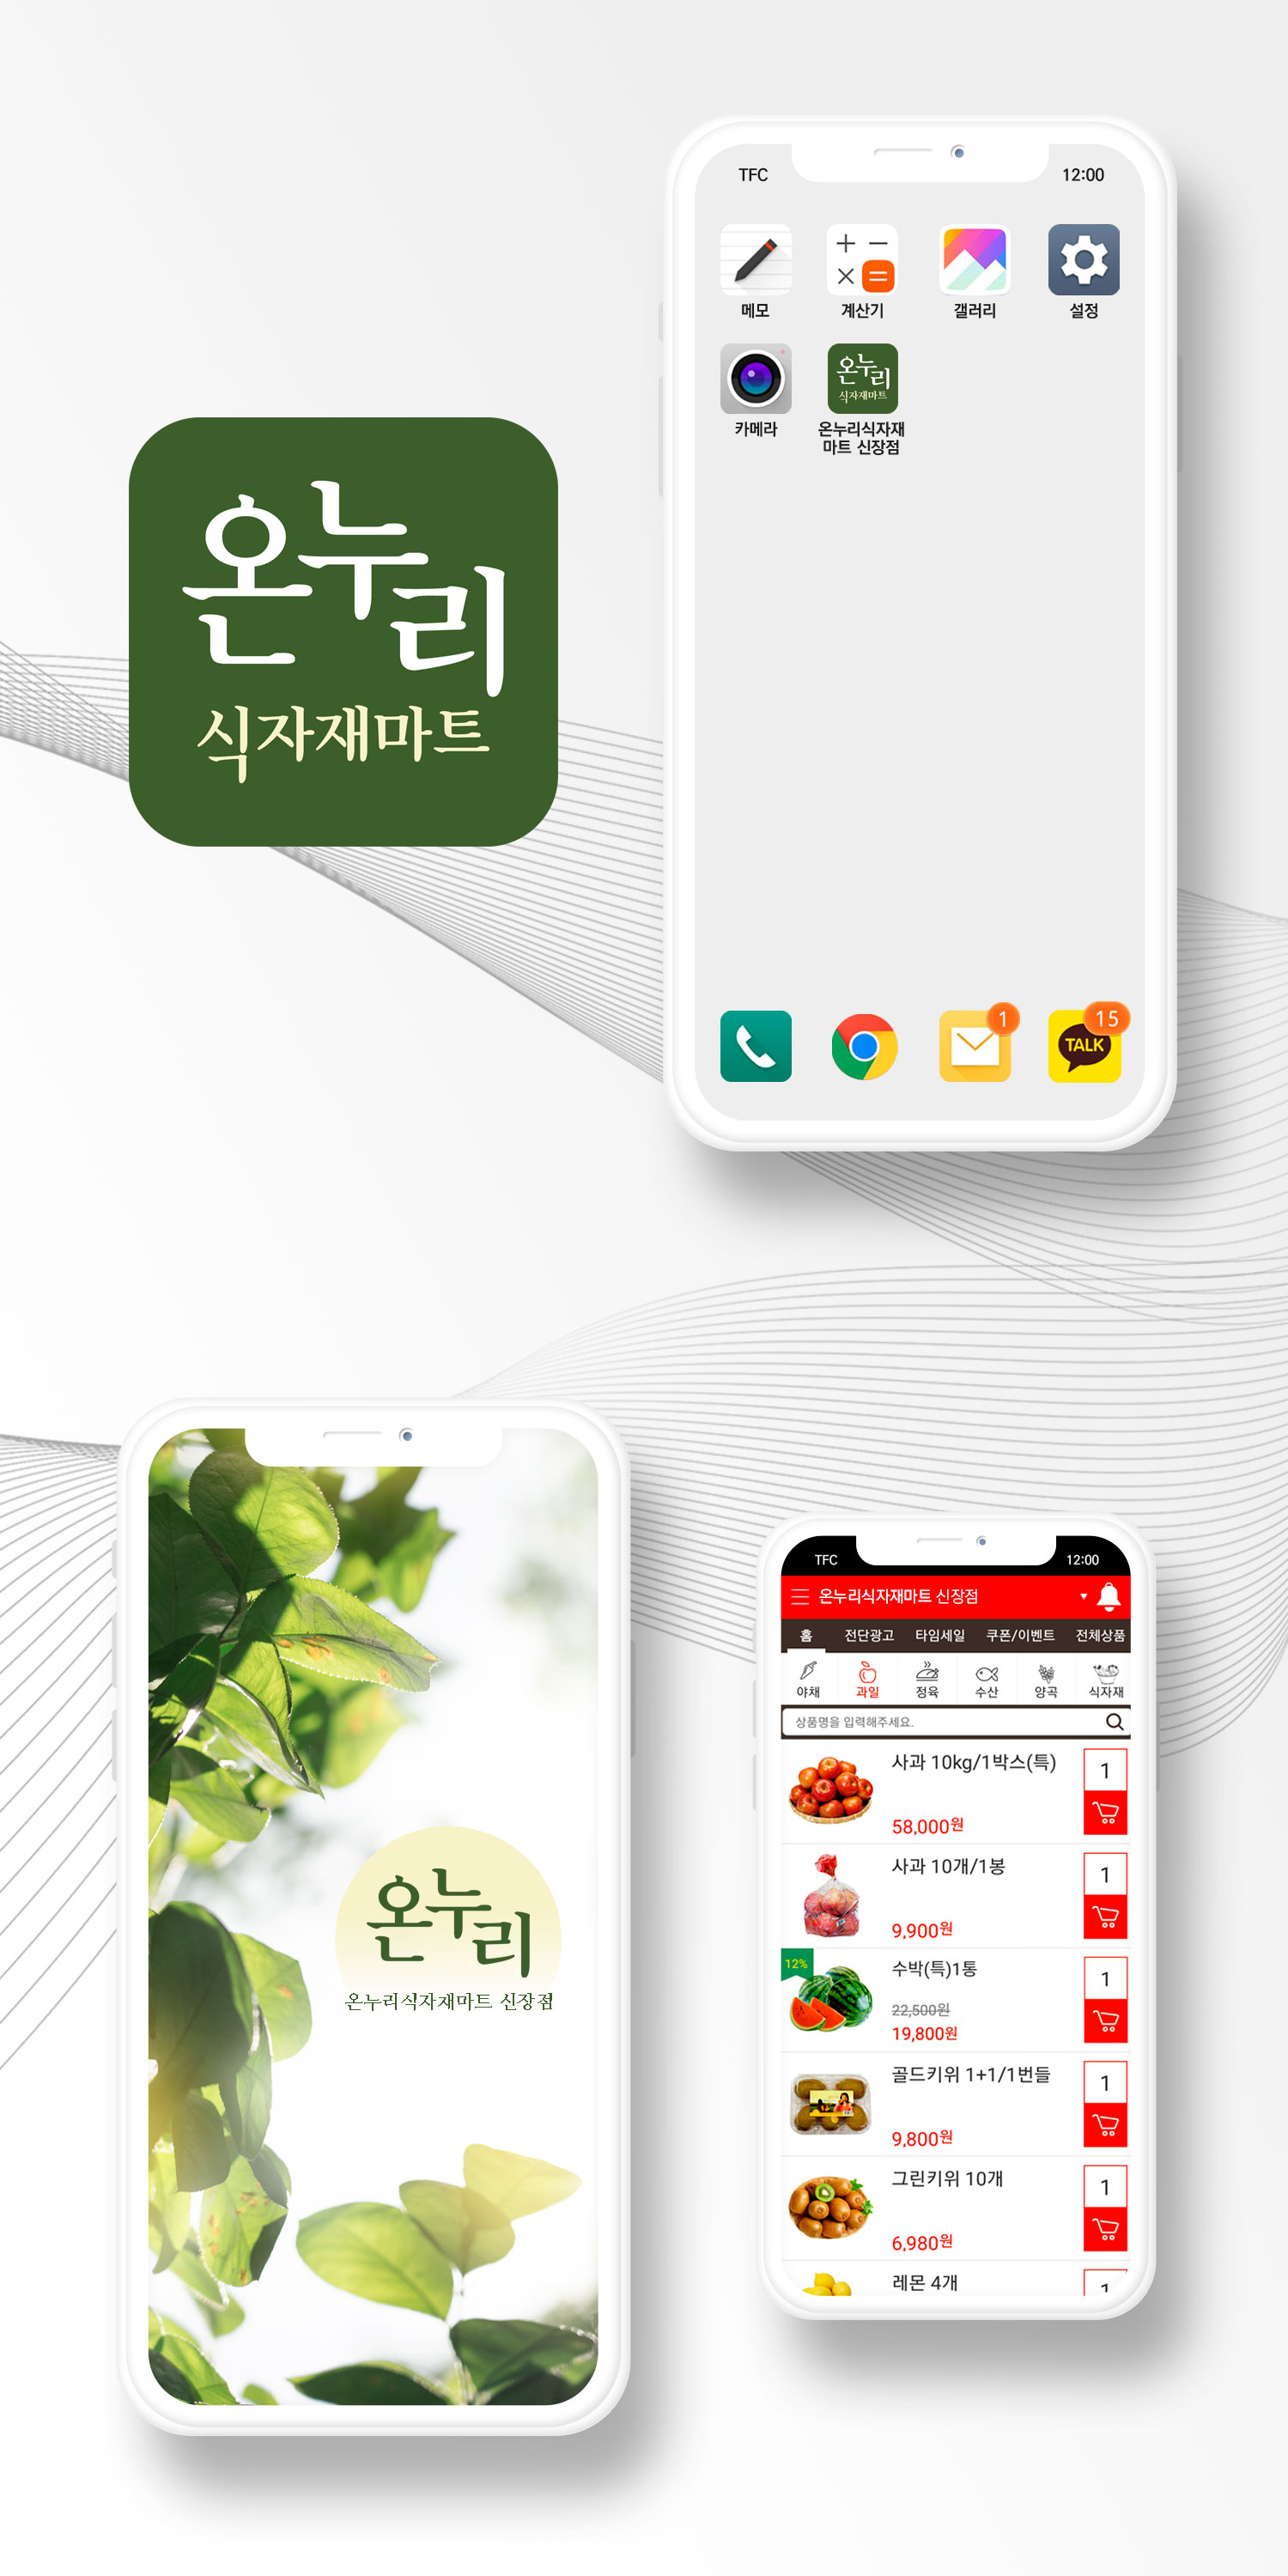 TFC 12:00
메모 계산기 갤러리 설정
온누리
식자재마트
카메라 온누리식자재
마트 신장점
온누리
식자재마트
1 15
TALK
온누리
온누리식자재마트 신장점
TFC 12:00
온누리식자재마트 신장점
홈 전단광고 타임세일 쿠폰/이벤트 전체상품
야채 과일 정육 수산 양곡 식자재
상품명을 입력해주세요.
사과 10kg/1박스(특) 1
58,000원
사과 10개/1봉 1
9,900원
12%
수박(특)1통 1
22,500원
19,800원
골드키위 1+1/1번들 1
9,800원
그린키위 10개 1
6,980원
레몬 4개 1